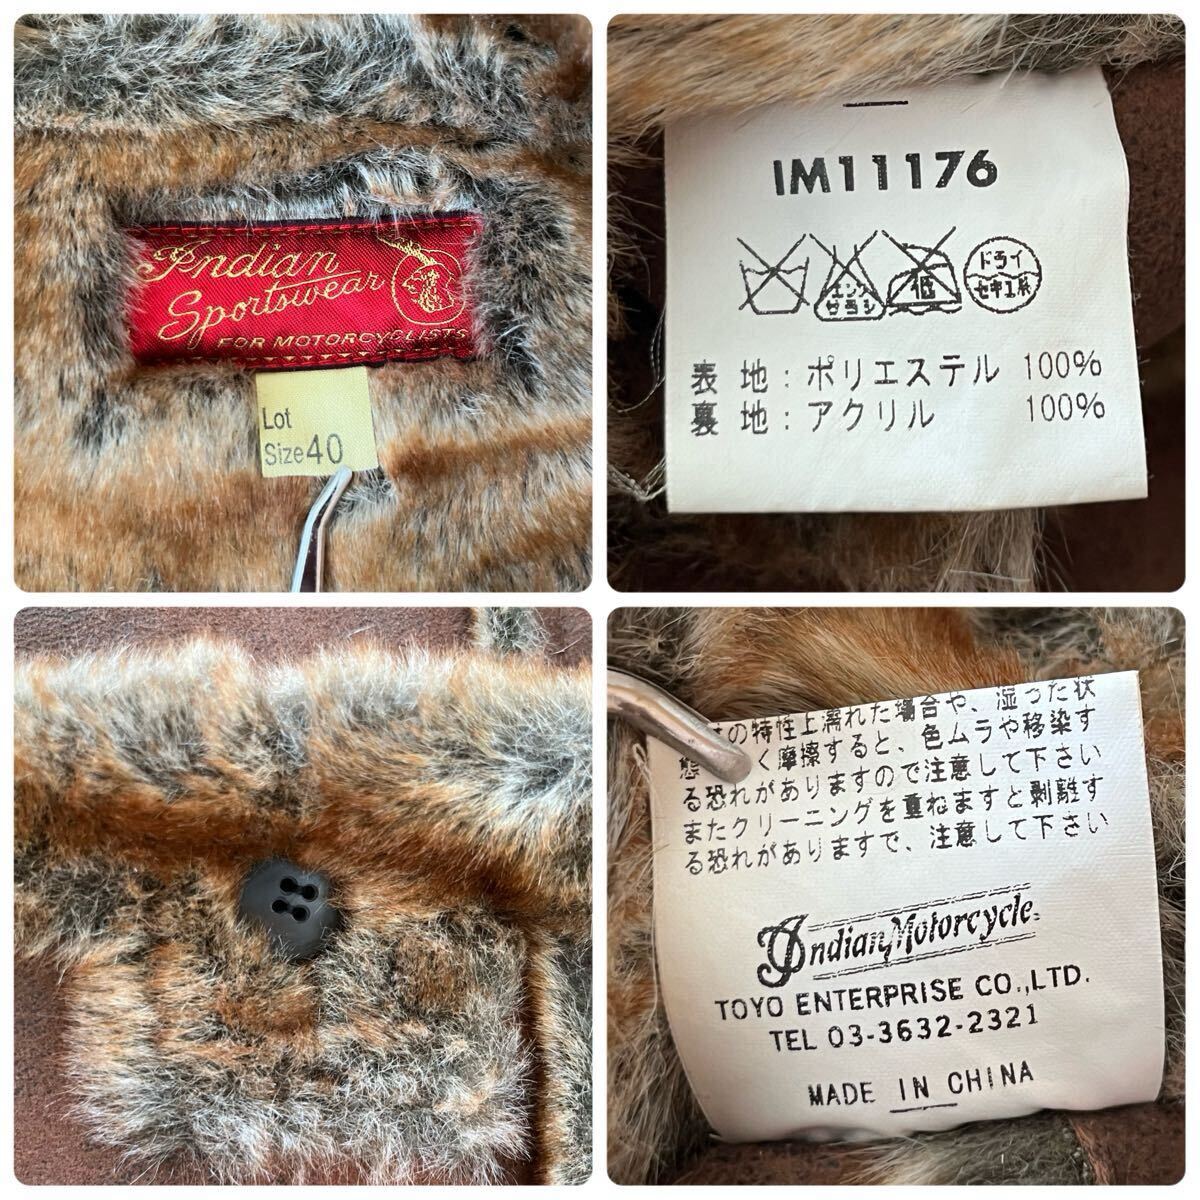 Indian
Sportswear
FOR MOTORCYCLISTS
Lot
Size 40
IM11176
エンソ
サラシ
低
ドライ
セキユ系
表地:ポリエステル 100%
裏地:アクリル 100%
の特性上濡れた場合や、湿った状
態 く摩擦すると、色ムラや移染す
る恐れがありますので注意して下さい
またクリーニングを重ねますと剥離す
る恐れがありますで、注意して下さい
Indian Motorcycle
TOYO ENTERPRISE CO.,LTD.
TEL 03-3632-2321
MADE IN CHINA